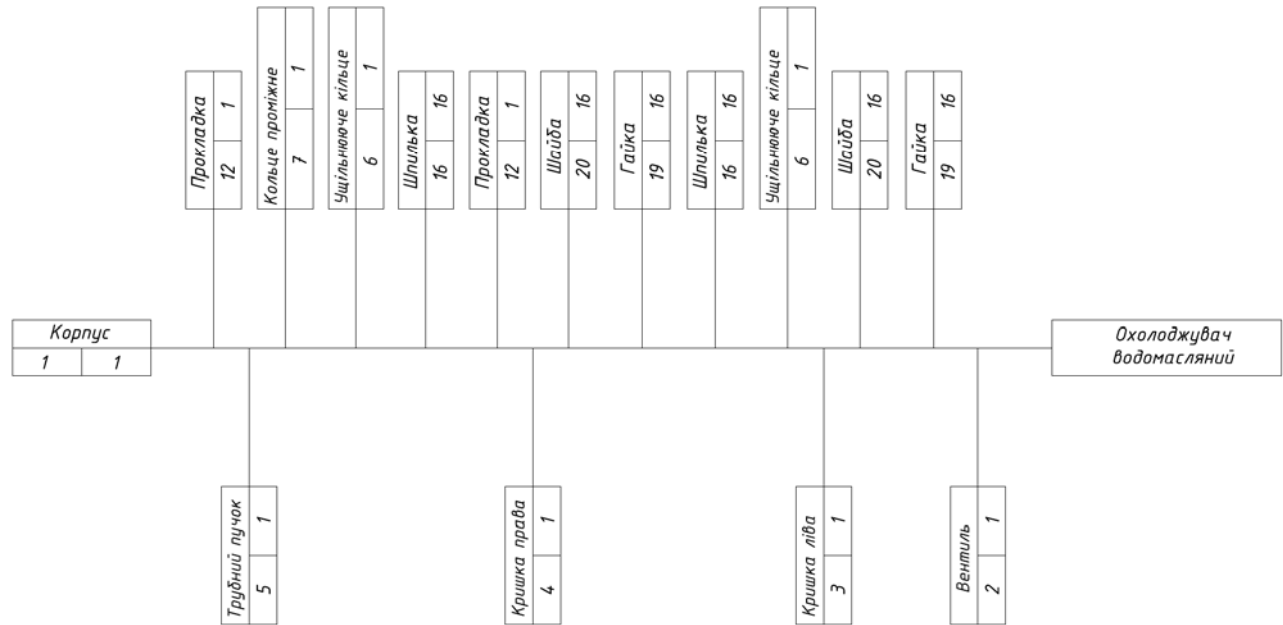 Прокладка
12 1
Кольце проміжне
7 1
Ущільнююче кільце
6 1
Шпилька
16 16
Прокладка
12 1
Шайба
20 16
Гайка
19 16
Шпилька
16 16
Ущільнююче кільце
6 1
Шайба
20 16
Гайка
19 16
Корпус
1 1
Охолоджувач
водомасляний
Трубний пучок
5 1
Кришка права
4 1
Кришка ліва
3 1
Вентиль
2 1